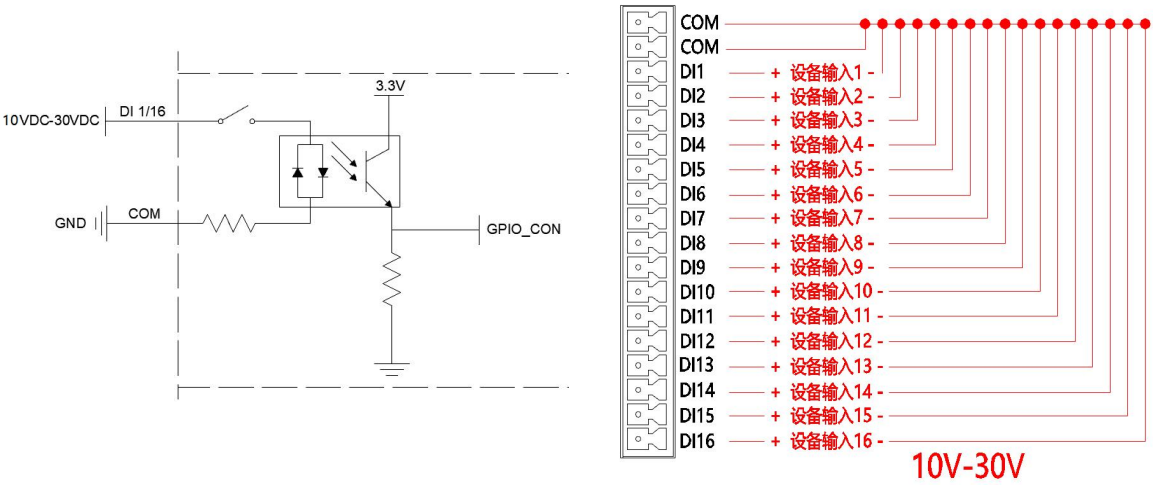 3.3V
10VDC-30VDC
DI 1/16
GND
COM
GPIO_CON
COM
COM
DI1 + 设备输入1 -
DI2 + 设备输入2 -
DI3 + 设备输入3 -
DI4 + 设备输入4 -
DI5 + 设备输入5 -
DI6 + 设备输入6 -
DI7 + 设备输入7 -
DI8 + 设备输入8 -
DI9 + 设备输入9 -
DI10 + 设备输入10 -
DI11 + 设备输入11 -
DI12 + 设备输入12 -
DI13 + 设备输入13 -
DI14 + 设备输入14 -
DI15 + 设备输入15 -
DI16 + 设备输入16 -
10V-30V